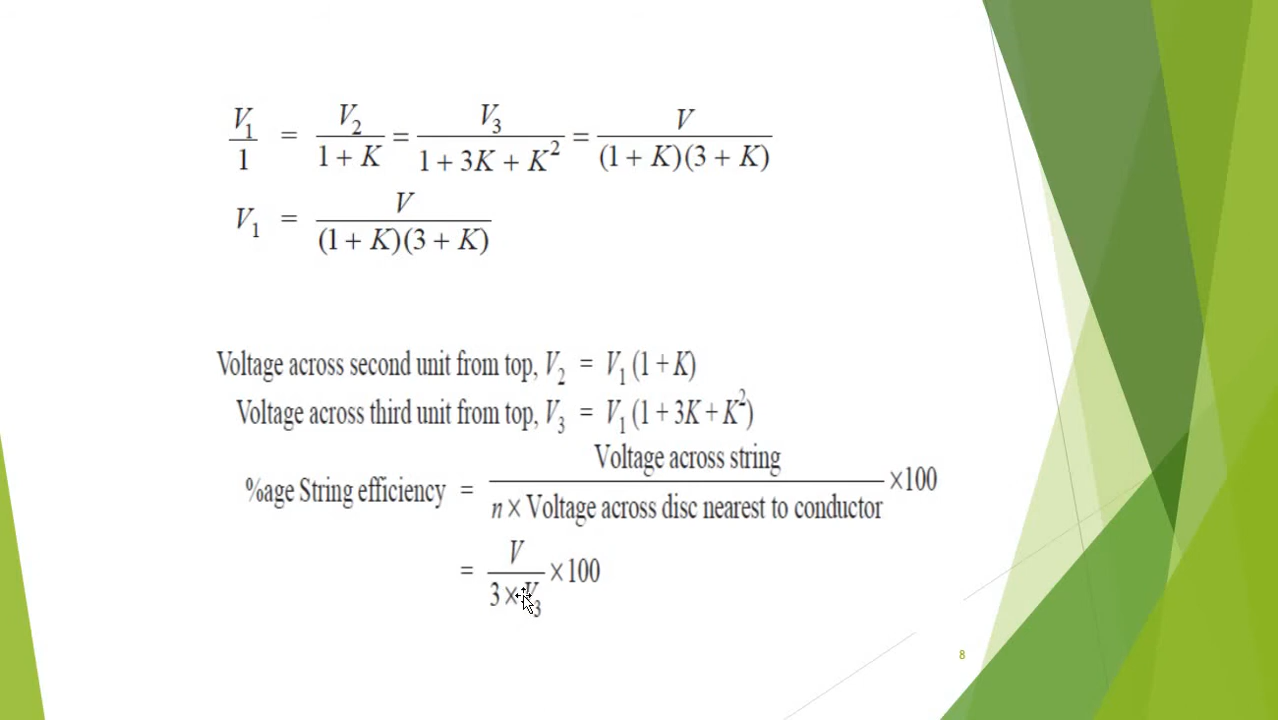 V₁/1 = V₂/(1 + K) = V₃/(1 + 3K + K²) = V/((1 + K)(3 + K))
V₁ = V/((1 + K)(3 + K))
Voltage across second unit from top, V₂ = V₁ (1 + K)
Voltage across third unit from top, V₃ = V₁ (1 + 3K + K²)
%age String efficiency = Voltage across string/(n × Voltage across disc nearest to conductor) ×100
= V/(3 × V₃) ×100
8